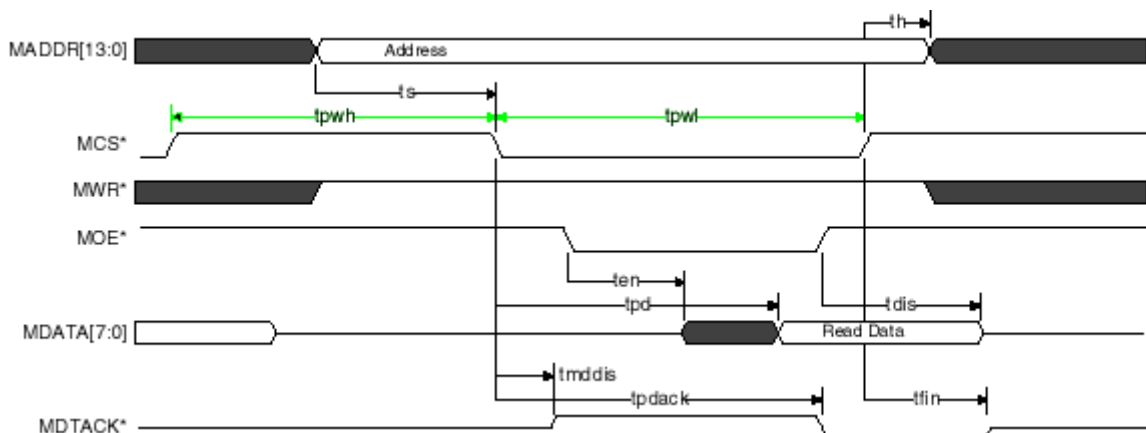 th
MADDR[13:0] Address
ts
tpwh tpwl
MCS*
MWR*
MOE*
ten
tpd tdis
MDATA[7:0] Read Data
tmddis
tpdack tfin
MDTACK*